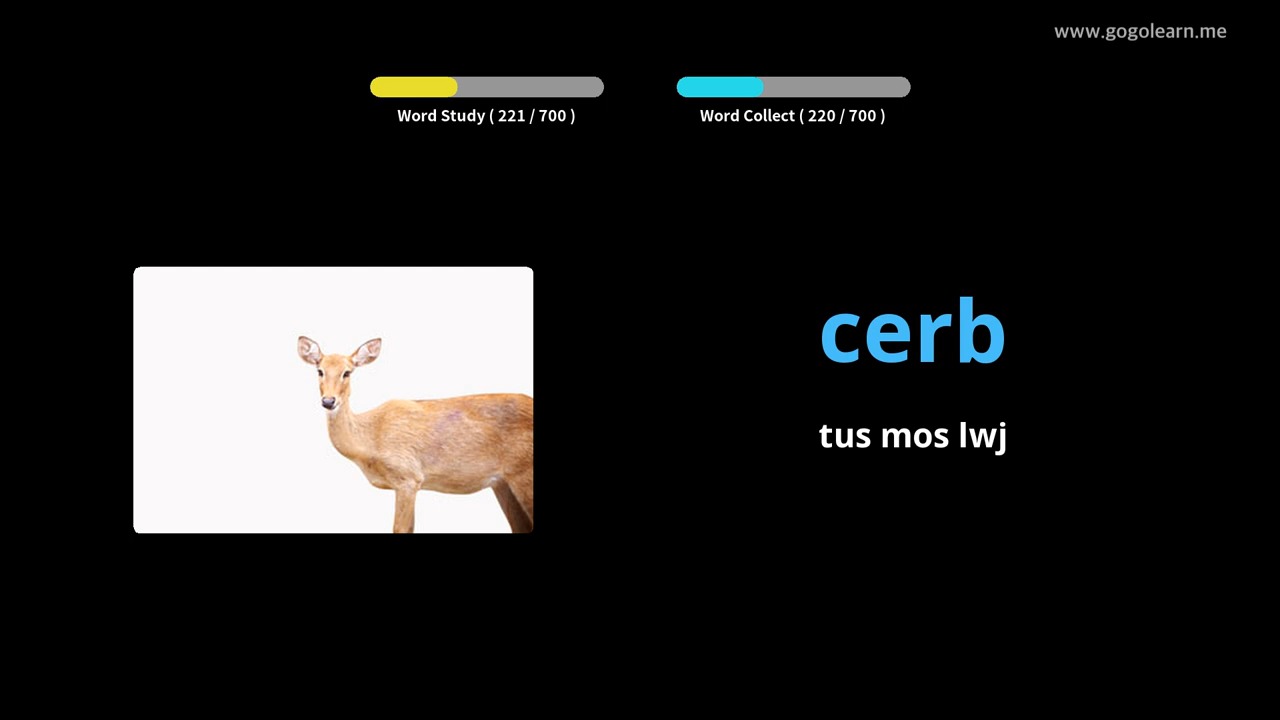 www.gogolearn.me
Word Study ( 221 / 700 )
Word Collect ( 220 / 700 )
cerb
tus mos lwj